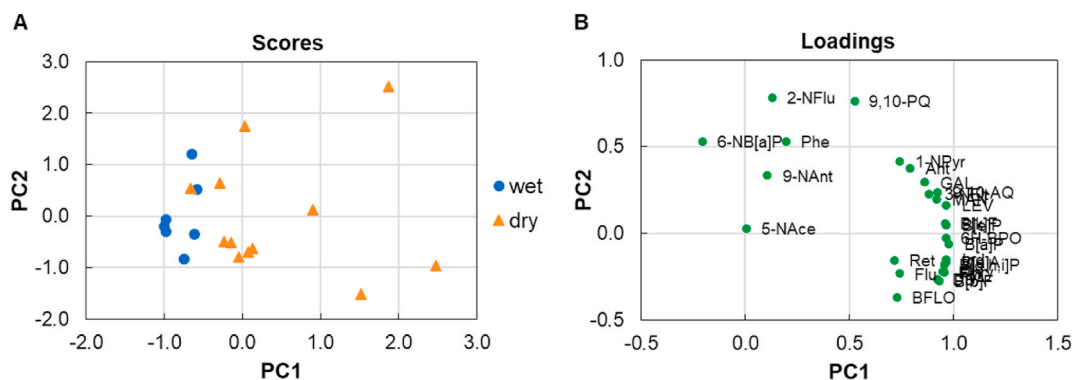 A
Scores
PC2
3.0
2.0
1.0
0.0
-1.0
-2.0
-2.0
-1.0
0.0
1.0
2.0
3.0
PC1
wet
dry
B
Loadings
PC2
1.0
0.5
0.0
-0.5
0.0
0.5
1.0
1.5
-0.5
PC1
2-NFlu
9,10-PQ
6-NB[a]P
Phe
9-NAnt
5-NAce
1-NPyr
Ant
GAL
LEV
6H-BPO
B[a]P
Ret
Flu
BFLO